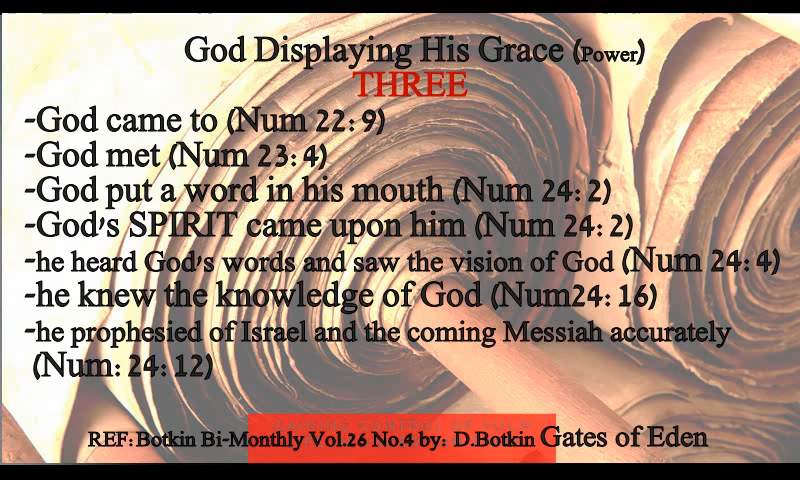 God Displaying His Grace (Power)
THREE
-God came to (Num 22: 9)
-God met (Num 23: 4)
-God put a word in his mouth (Num 24: 2)
-God's SPIRIT came upon him (Num 24: 2)
-he heard God's words and saw the vision of God (Num 24: 4)
-he knew the knowledge of God (Num24: 16)
-he prophesied of Israel and the coming Messiah accurately
(Num: 24: 12)
REF: Botkin Bi-Monthly Vol.26 No.4 by: D.Botkin Gates of Eden